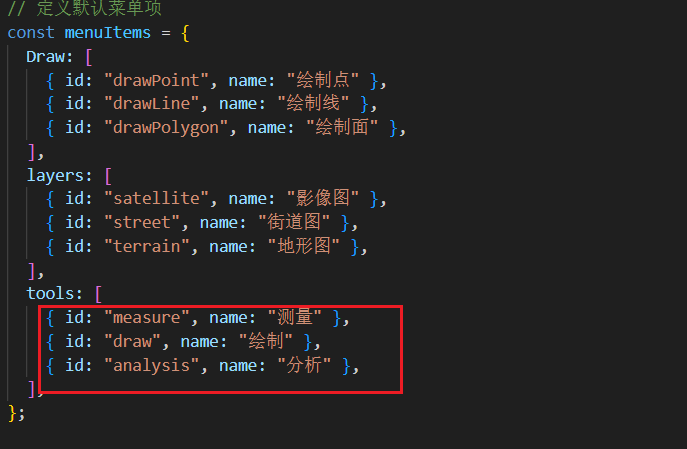 // 定义默认菜单项
const menuItems = {
  Draw: [
    { id: "drawPoint", name: "绘制点" },
    { id: "drawLine", name: "绘制线" },
    { id: "drawPolygon", name: "绘制面" },
  ],
  layers: [
    { id: "satellite", name: "影像图" },
    { id: "street", name: "街道图" },
    { id: "terrain", name: "地形图" },
  ],
  tools: [
    { id: "measure", name: "测量" },
    { id: "draw", name: "绘制" },
    { id: "analysis", name: "分析" },
  ],
};